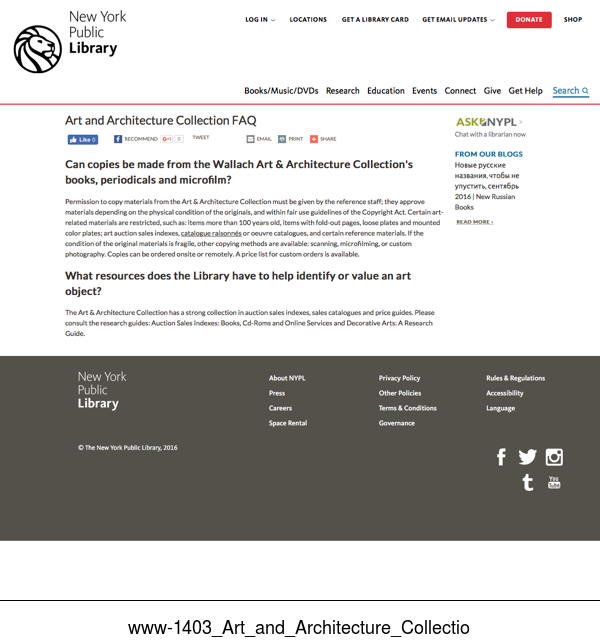 New York
Public
Library
LOG IN
LOCATIONS
GET A LIBRARY CARD
GET EMAIL UPDATES
DONATE
SHOP
Books/Music/DVDs Research Education Events Connect Give Get Help Search
Art and Architecture Collection FAQ
Like 0
RECOMMEND
G+1 0
TWEET
EMAIL
PRINT
SHARE
Can copies be made from the Wallach Art & Architecture Collection's
books, periodicals and microfilm?
Permission to copy materials from the Art & Architecture Collection must be given by the reference staff; they approve
materials depending on the physical condition of the originals, and within fair use guidelines of the Copyright Act. Certain art-
related materials are restricted, such as: items more than 100 years old, items with fold-out pages, loose plates and mounted
color plates; art auction sales indexes, catalogue raisonnés or oeuvre catalogues, and certain reference materials. If the
condition of the original materials is fragile, other copying methods are available: scanning, microfilming, or custom
photography. Copies can be ordered onsite or remotely. A price list for custom orders is available.
What resources does the Library have to help identify or value an art
object?
The Art & Architecture Collection has a strong collection in auction sales indexes, sales catalogues and price guides. Please
consult the research guides: Auction Sales Indexes: Books, Cd-Roms and Online Services and Decorative Arts: A Research
Guide.
ASK NYPL >
Chat with a librarian now
FROM OUR BLOGS
Новые русские
названия, чтобы не
упустить, сентябрь
2016 | New Russian
Books
READ MORE ›
New York
Public
Library
About NYPL
Press
Careers
Space Rental
Privacy Policy
Other Policies
Terms & Conditions
Governance
Rules & Regulations
Accessibility
Language
© The New York Public Library, 2016
You
Tube
www-1403_Art_and_Architecture_Collectio